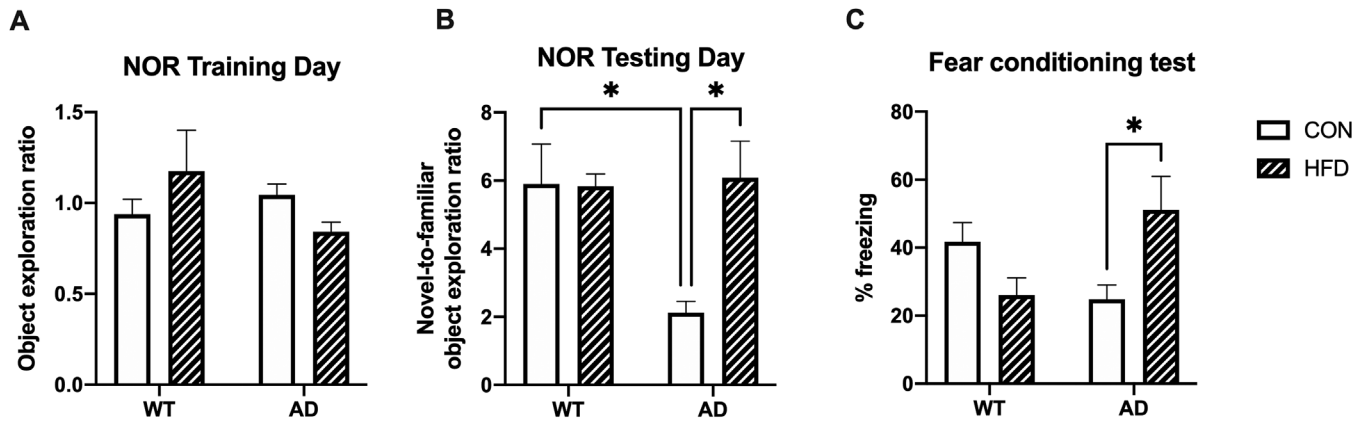 A
NOR Training Day
Object exploration ratio
1.5
1.0
0.5
0.0
WT
AD
B
NOR Testing Day
*
*
Novel-to-familiar
object exploration ratio
8
6
4
2
0
WT
AD
C
Fear conditioning test
*
% freezing
80
60
40
20
0
WT
AD
CON
HFD